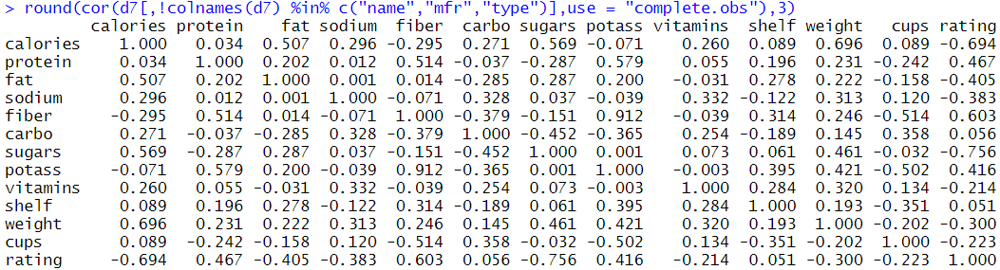 > round(cor(d7[,!colnames(d7) %in% c("name","mfr","type")],use = "complete.obs"),3)
         calories protein    fat sodium  fiber  carbo sugars potass vitamins  shelf weight   cups rating
calories    1.000   0.034  0.507  0.296 -0.295  0.271  0.569 -0.071    0.260  0.089  0.696  0.089 -0.694
protein     0.034   1.000  0.202  0.012  0.514 -0.037 -0.287  0.579    0.055  0.196  0.231 -0.242  0.467
fat         0.507   0.202  1.000  0.001  0.014 -0.285  0.287  0.200   -0.031  0.278  0.222 -0.158 -0.405
sodium      0.296   0.012  0.001  1.000 -0.071  0.328  0.037 -0.039    0.332 -0.122  0.313  0.120 -0.383
fiber      -0.295   0.514  0.014 -0.071  1.000 -0.379 -0.151  0.912   -0.039  0.314  0.246 -0.514  0.603
carbo       0.271  -0.037 -0.285  0.328 -0.379  1.000 -0.452 -0.365    0.254 -0.189  0.145  0.358  0.056
sugars      0.569  -0.287  0.287  0.037 -0.151 -0.452  1.000  0.001    0.073  0.061  0.461 -0.032 -0.756
potass     -0.071   0.579  0.200 -0.039  0.912 -0.365  0.001  1.000   -0.003  0.395  0.421 -0.502  0.416
vitamins    0.260   0.055 -0.031  0.332 -0.039  0.254  0.073 -0.003    1.000  0.284  0.320  0.134 -0.214
shelf       0.089   0.196  0.278 -0.122  0.314 -0.189  0.061  0.395    0.284  1.000  0.193 -0.351  0.051
weight      0.696   0.231  0.222  0.313  0.246  0.145  0.461  0.421    0.320  0.193  1.000 -0.202 -0.300
cups        0.089  -0.242 -0.158  0.120 -0.514  0.358 -0.032 -0.502    0.134 -0.351 -0.202  1.000 -0.223
rating     -0.694   0.467 -0.405 -0.383  0.603  0.056 -0.756  0.416   -0.214  0.051 -0.300 -0.223  1.000